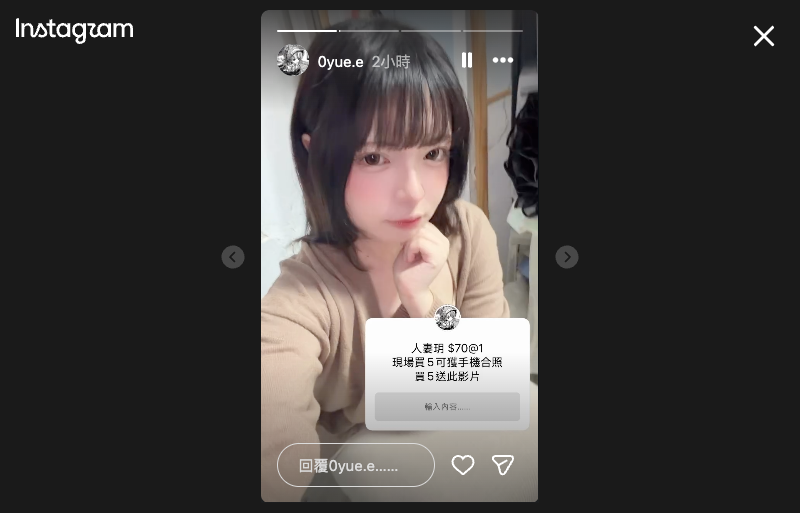 Instagram
0yue.e 2小時
人妻玥 $70@1
現場買5可獲手機合照
買5送此影片
輸入內容......
回覆0yue.e......